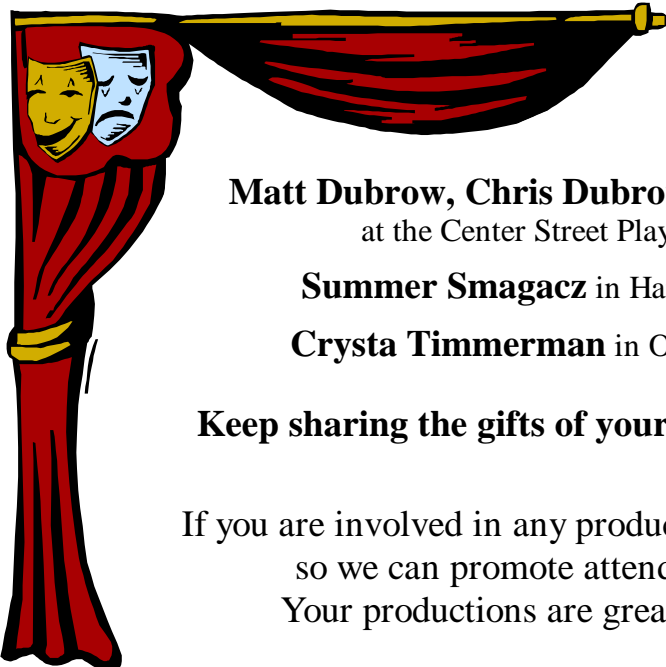 Matt Dubrow, Chris Dubro
at the Center Street Play
Summer Smagacz in Ha
Crysta Timmerman in O
Keep sharing the gifts of your
If you are involved in any produc
so we can promote attend
Your productions are grea